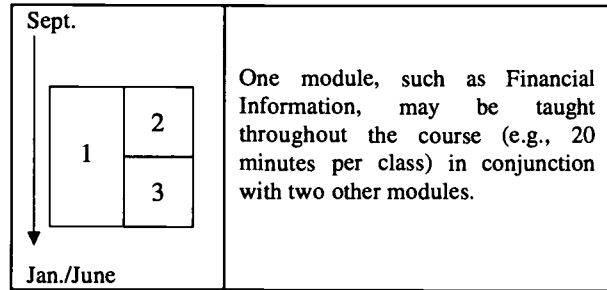 Sept.
1
2
3
Jan./June
One module, such as Financial
Information, may be taught
throughout the course (e.g., 20
minutes per class) in conjunction
with two other modules.